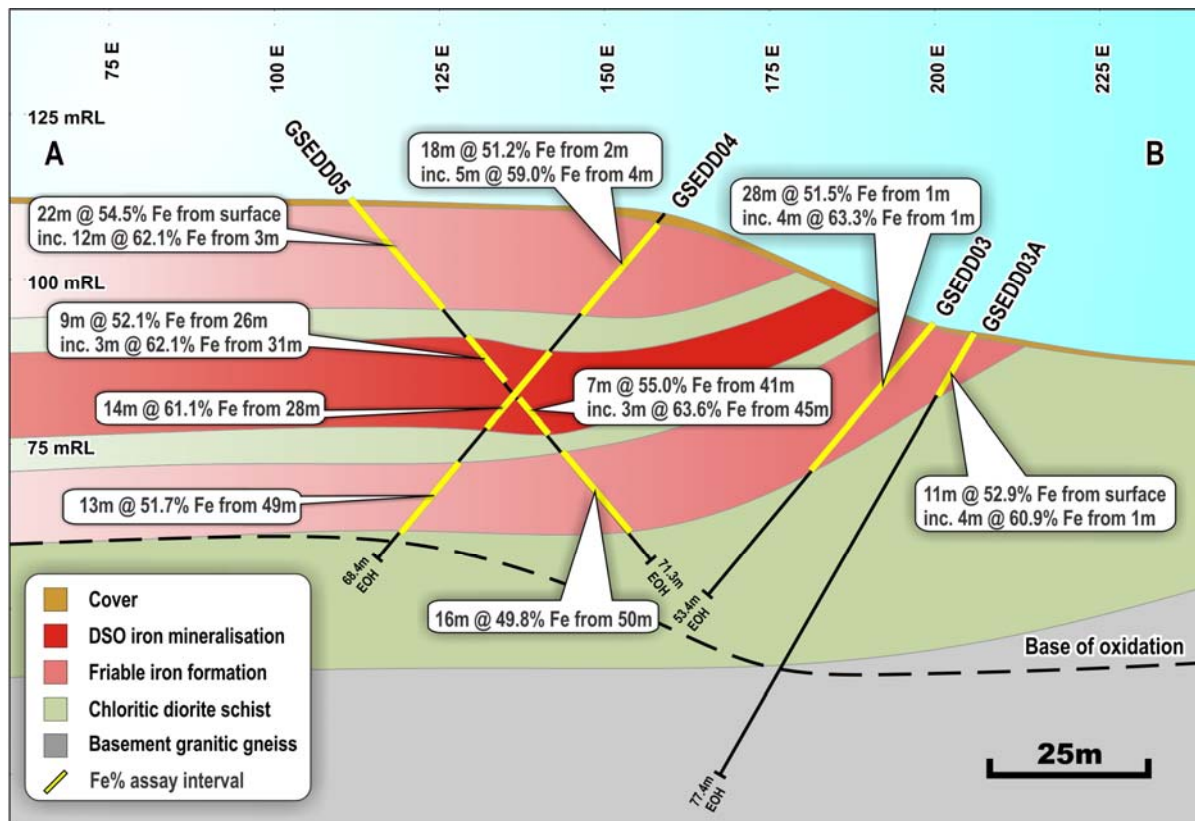 75 E
100 E
125 E
150 E
175 E
200 E
225 E
125 mRL
A
B
GSEDD05
GSEDD04
GSEDD03
GSEDD03A
18m @ 51.2% Fe from 2m
inc. 5m @ 59.0% Fe from 4m
28m @ 51.5% Fe from 1m
inc. 4m @ 63.3% Fe from 1m
22m @ 54.5% Fe from surface
inc. 12m @ 62.1% Fe from 3m
100 mRL
9m @ 52.1% Fe from 26m
inc. 3m @ 62.1% Fe from 31m
14m @ 61.1% Fe from 28m
7m @ 55.0% Fe from 41m
inc. 3m @ 63.6% Fe from 45m
75 mRL
13m @ 51.7% Fe from 49m
11m @ 52.9% Fe from surface
inc. 4m @ 60.9% Fe from 1m
68.4m
EOH
71.3m
EOH
53.4m
EOH
16m @ 49.8% Fe from 50m
Cover
DSO iron mineralisation
Friable iron formation
Chloritic diorite schist
Basement granitic gneiss
Fe% assay interval
Base of oxidation
25m
77.4m
EOH